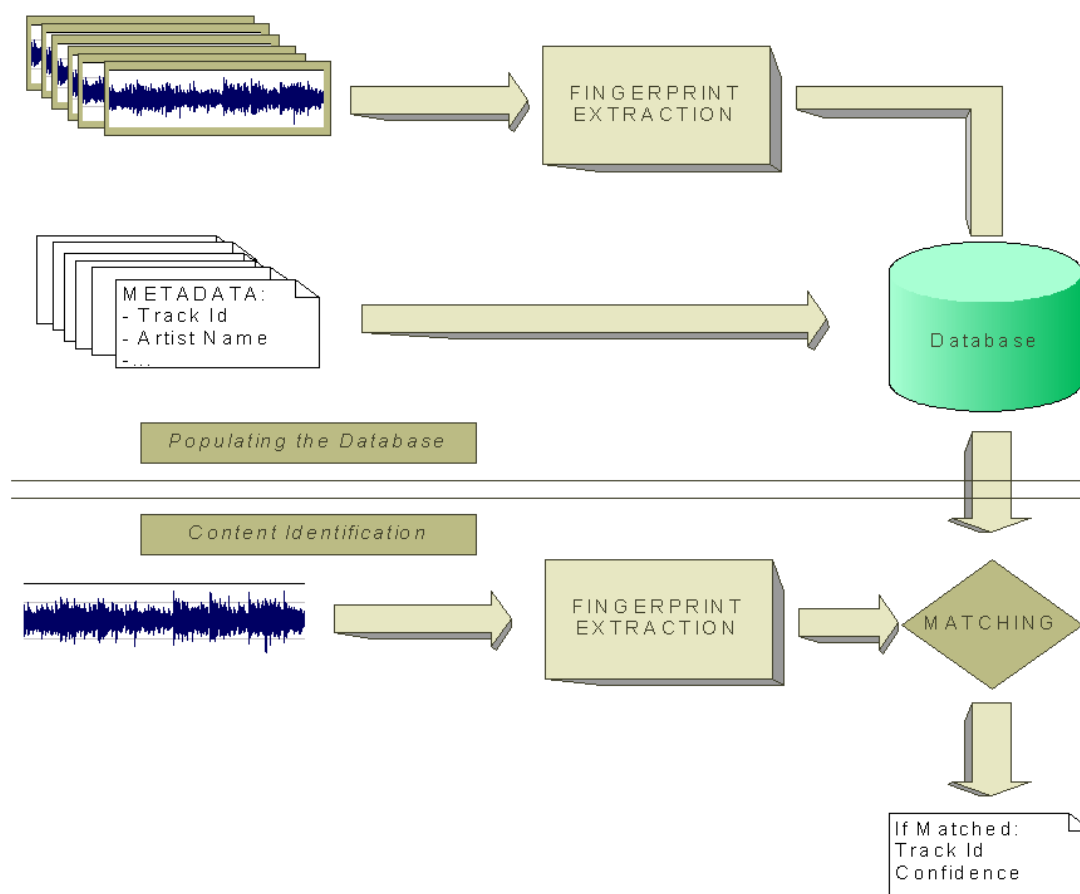 FINGERPRINT
EXTRACTION
METADATA:
- Track Id
- Artist Name
-...
Database
Populating the Database
Content Identification
FINGERPRINT
EXTRACTION
MATCHING
If Matched:
Track Id
Confidence